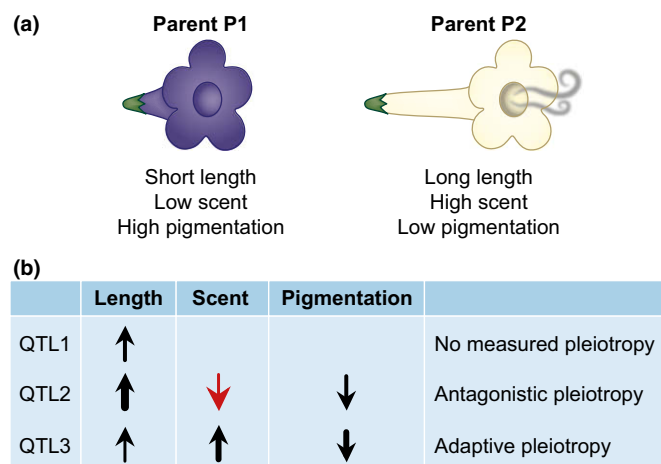 (a)
Parent P1 Parent P2
Short length Long length
Low scent High scent
High pigmentation Low pigmentation
(b)
Length Scent Pigmentation
QTL1 No measured pleiotropy
QTL2 Antagonistic pleiotropy
QTL3 Adaptive pleiotropy